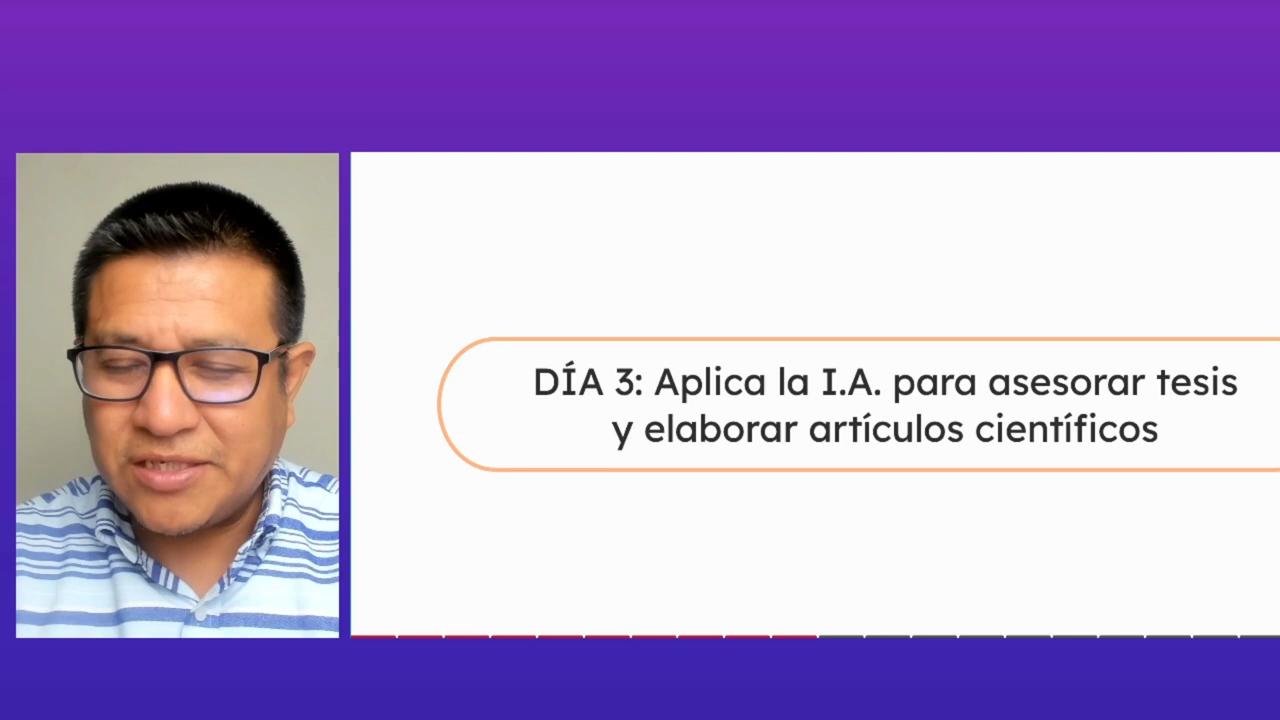 DÍA 3: Aplica la I.A. para asesorar tesis
y elaborar artículos científicos